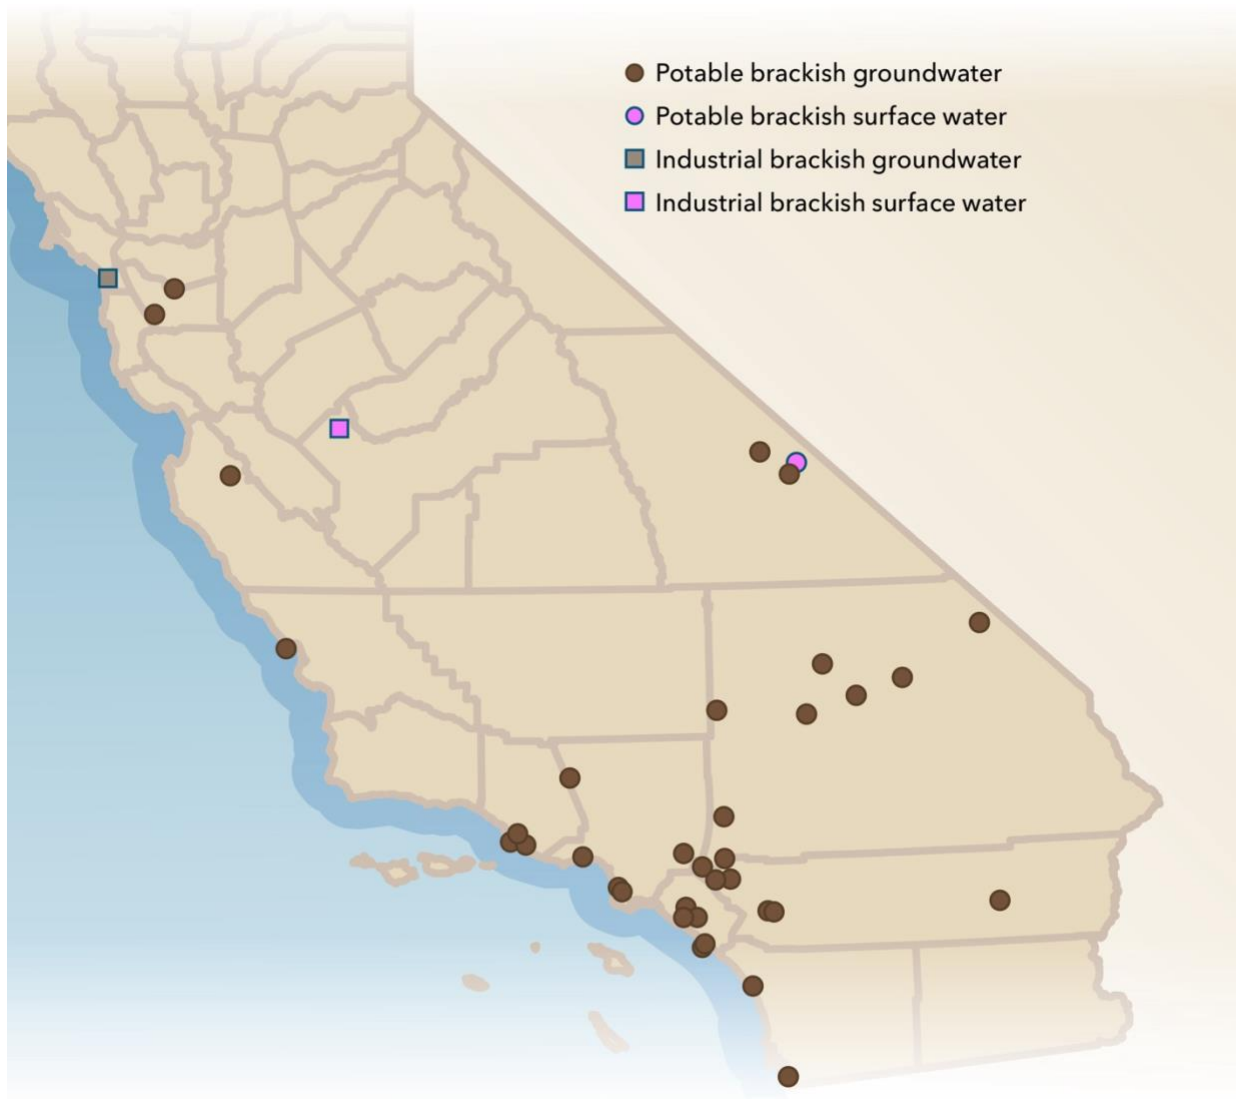 Potable brackish groundwater
Potable brackish surface water
Industrial brackish groundwater
Industrial brackish surface water